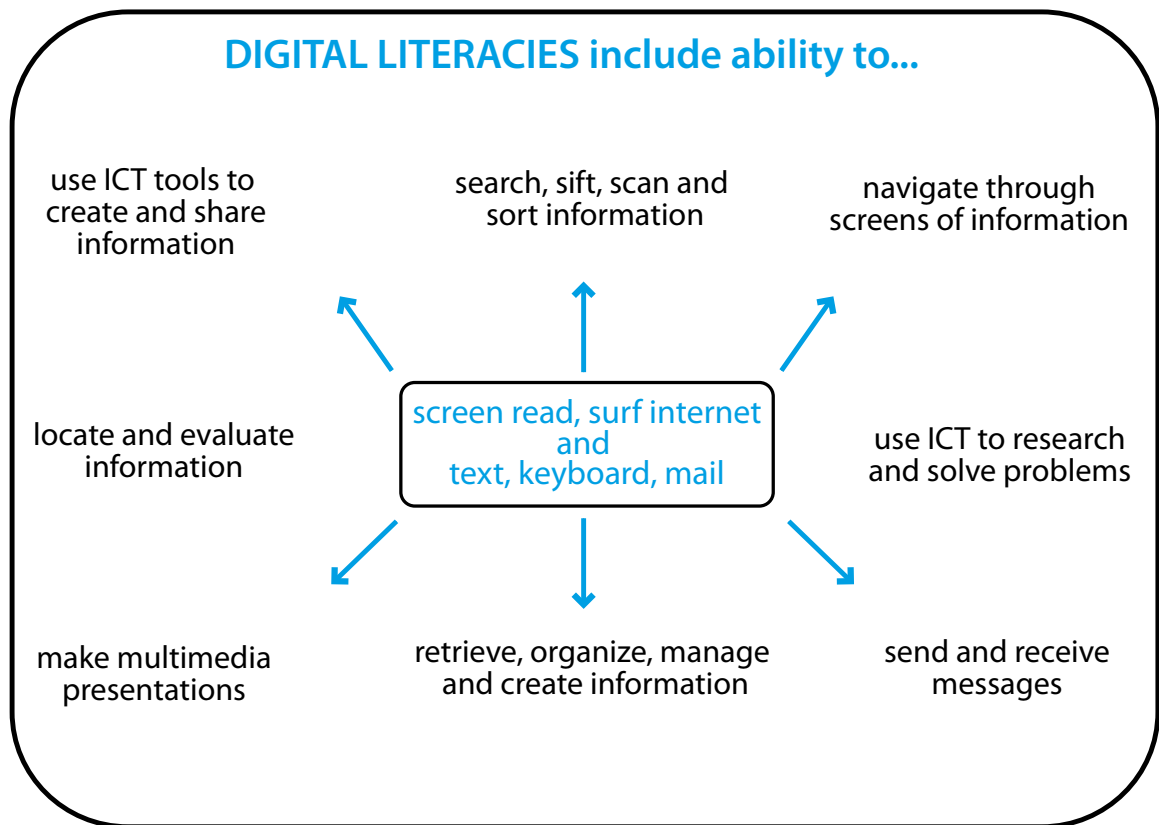 DIGITAL LITERACIES include ability to...
use ICT tools to
create and share
information
search, sift, scan and
sort information
navigate through
screens of information
locate and evaluate
information
screen read, surf internet
and
text, keyboard, mail
use ICT to research
and solve problems
make multimedia
presentations
retrieve, organize, manage
and create information
send and receive
messages